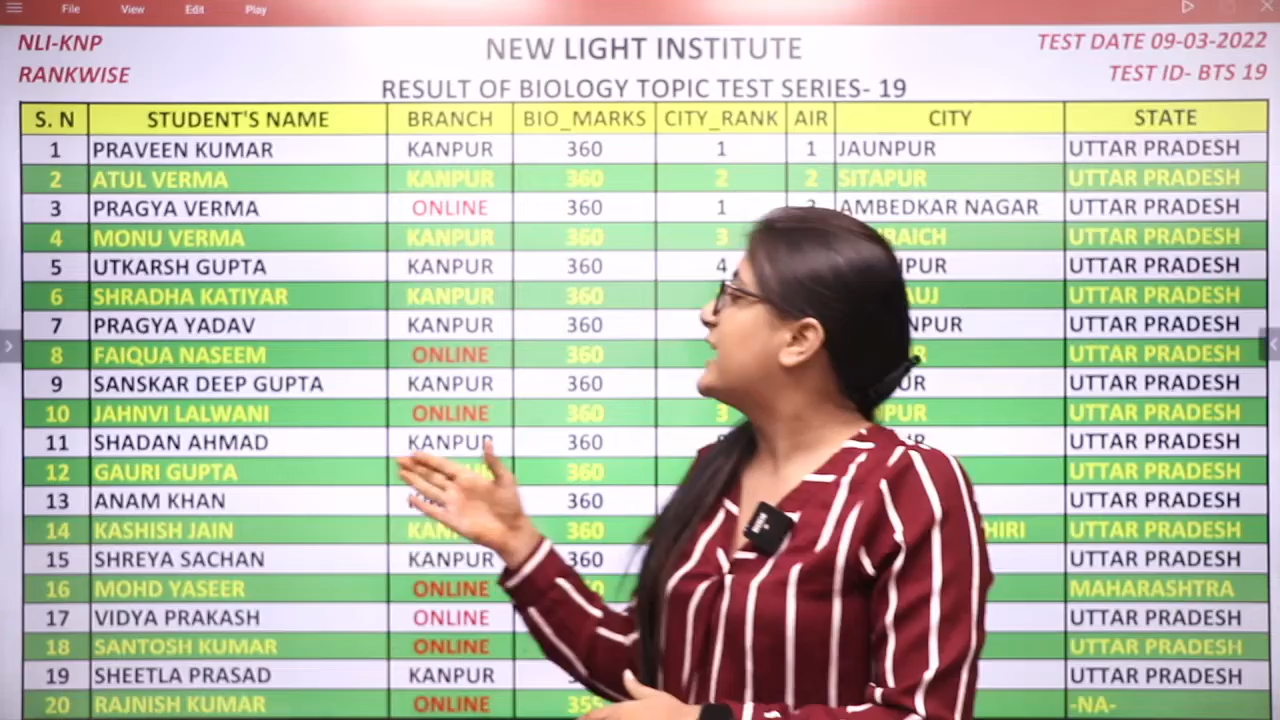 File View Edit Play
NLI-KNP
RANKWISE
NEW LIGHT INSTITUTE
RESULT OF BIOLOGY TOPIC TEST SERIES- 19
TEST DATE 09-03-2022
TEST ID- BTS 19
S. N STUDENT'S NAME BRANCH BIO_MARKS CITY_RANK AIR CITY STATE
1 PRAVEEN KUMAR KANPUR 360 1 1 JAUNPUR UTTAR PRADESH
2 ATUL VERMA KANPUR 360 2 2 SITAPUR UTTAR PRADESH
3 PRAGYA VERMA ONLINE 360 1 AMBEDKAR NAGAR UTTAR PRADESH
4 MONU VERMA KANPUR 360 3 UTTAR PRADESH
5 UTKARSH GUPTA KANPUR 360 4 UTTAR PRADESH
6 SHRADHA KATIYAR KANPUR 360 UTTAR PRADESH
7 PRAGYA YADAV KANPUR 360 UTTAR PRADESH
8 FAIQUA NASEEM ONLINE 360 UTTAR PRADESH
9 SANSKAR DEEP GUPTA KANPUR 360 UTTAR PRADESH
10 JAHNVI LALWANI ONLINE 360 3 UTTAR PRADESH
11 SHADAN AHMAD KANPUR 360 UTTAR PRADESH
12 GAURI GUPTA 360 UTTAR PRADESH
13 ANAM KHAN 360 UTTAR PRADESH
14 KASHISH JAIN 360 UTTAR PRADESH
15 SHREYA SACHAN KANPUR 360 UTTAR PRADESH
16 MOHD YASEER ONLINE MAHARASHTRA
17 VIDYA PRAKASH ONLINE UTTAR PRADESH
18 SANTOSH KUMAR ONLINE UTTAR PRADESH
19 SHEETLA PRASAD KANPUR UTTAR PRADESH
20 RAJNISH KUMAR ONLINE 355 -NA-